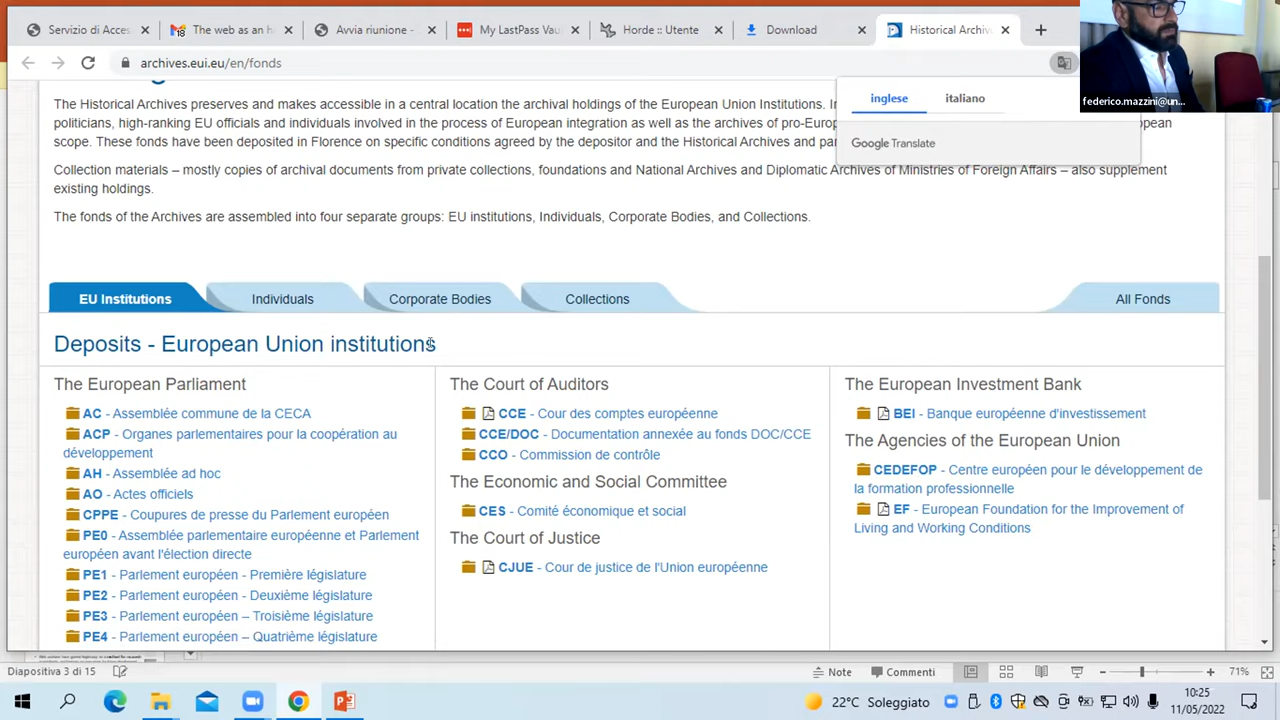 Servizio di Acces
18
The web as an h
Avvia riunione -
My LastPass Vau
Horde :: Utente
Download
Historical Archive
archives.eui.eu/en/fonds
inglese
italiano
Google Translate
federico.mazzini@un...
The Historical Archives preserves and makes accessible in a central location the archival holdings of the European Union Institutions. In
politicians, high-ranking EU officials and individuals involved in the process of European integration as well as the archives of pro-Europ
pean
scope. These fonds have been deposited in Florence on specific conditions agreed by the depositor and the Historical Archives and par
Collection materials – mostly copies of archival documents from private collections, foundations and National Archives and Diplomatic Archives of Ministries of Foreign Affairs – also supplement
existing holdings.
The fonds of the Archives are assembled into four separate groups: EU institutions, Individuals, Corporate Bodies, and Collections.
EU Institutions
Individuals
Corporate Bodies
Collections
All Fonds
Deposits - European Union institutions
The European Parliament
AC - Assemblée commune de la CECA
ACP - Organes parlementaires pour la coopération au
développement
AH - Assemblée ad hoc
AO - Actes officiels
CPPE - Coupures de presse du Parlement européen
PE0 - Assemblée parlementaire européenne et Parlement
européen avant l'élection directe
PE1 - Parlement européen - Première législature
PE2 - Parlement européen - Deuxième législature
PE3 - Parlement européen – Troisième législature
PE4 - Parlement européen – Quatrième législature
The Court of Auditors
CCE - Cour des comptes européenne
CCE/DOC - Documentation annexée au fonds DOC/CCE
CCO - Commission de contrôle
The Economic and Social Committee
CES - Comité économique et social
The Court of Justice
CJUE - Cour de justice de l'Union européenne
The European Investment Bank
BEI - Banque européenne d'investissement
The Agencies of the European Union
CEDEFOP - Centre européen pour le développement de
la formation professionnelle
EF - European Foundation for the Improvement of
Living and Working Conditions
Diapositiva 3 di 15
Note
Commenti
71%
22°C Soleggiato
10:25
11/05/2022